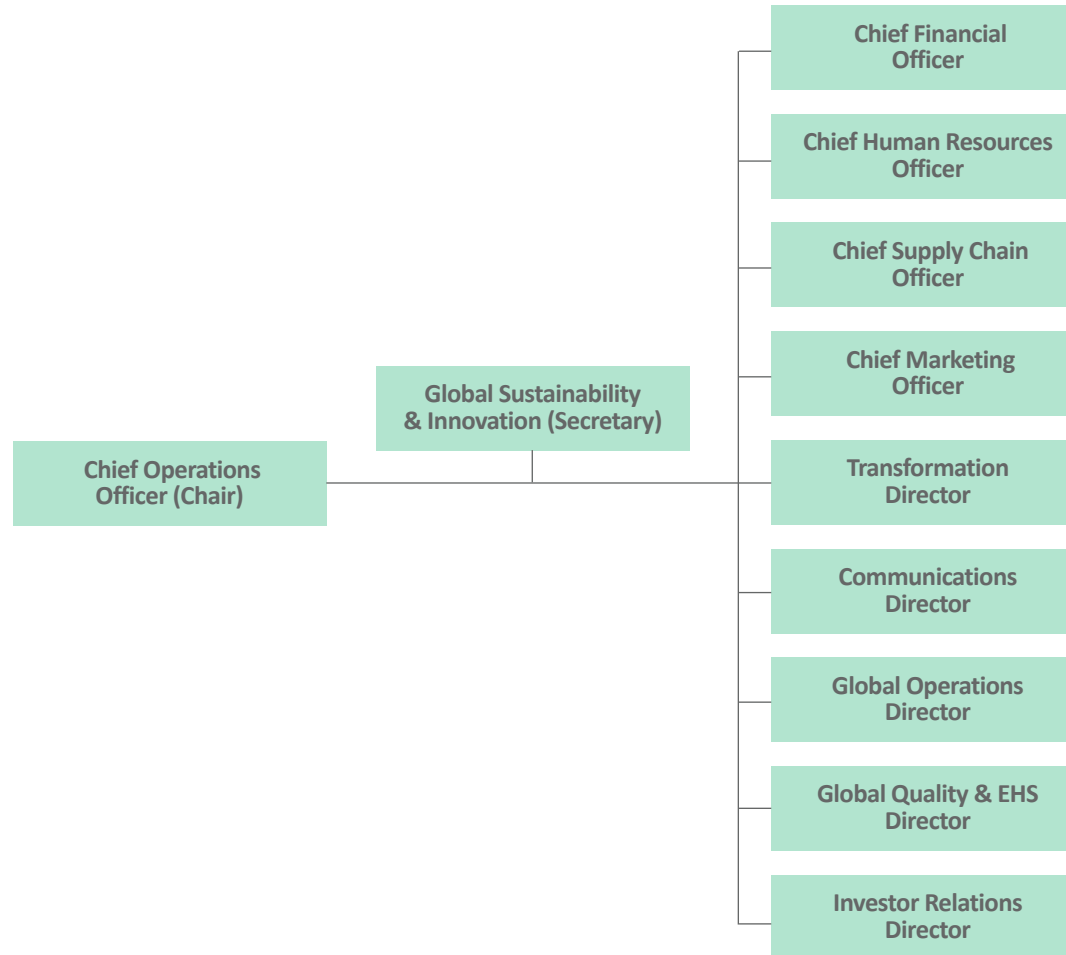 Chief Financial
Officer
Chief Human Resources
Officer
Chief Supply Chain
Officer
Chief Marketing
Officer
Global Sustainability
& Innovation (Secretary)
Chief Operations
Officer (Chair)
Transformation
Director
Communications
Director
Global Operations
Director
Global Quality & EHS
Director
Investor Relations
Director